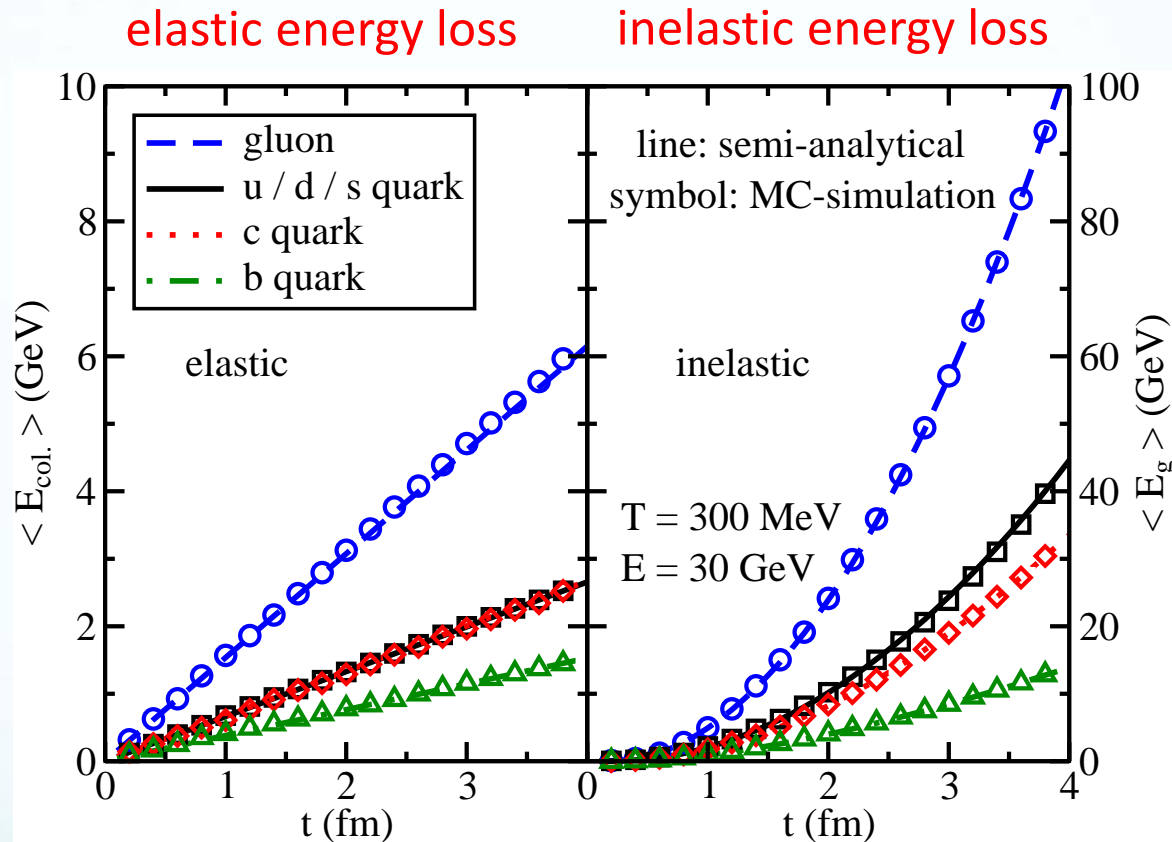 elastic energy loss
inelastic energy loss
10
8
6
4
2
0
< E_col. > (GeV)
gluon
u / d / s quark
c quark
b quark
elastic
0
1
2
3
t (fm)
line: semi-analytical
symbol: MC-simulation
inelastic
T = 300 MeV
E = 30 GeV
100
80
60
40
20
0
< E_g > (GeV)
0
1
2
3
4
t (fm)